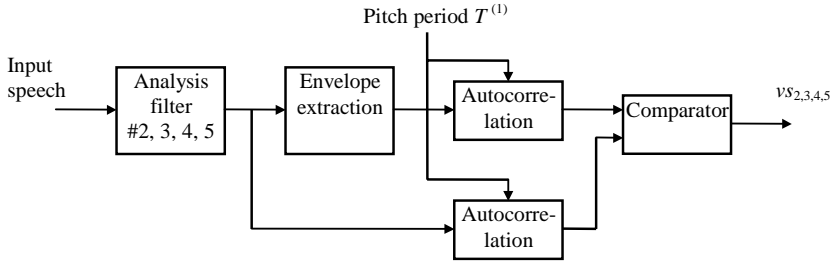 Pitch period T^(1)
Input
speech
Analysis
filter
#2, 3, 4, 5
Envelope
extraction
Autocorre-
lation
Comparator
vs2,3,4,5
Autocorre-
lation